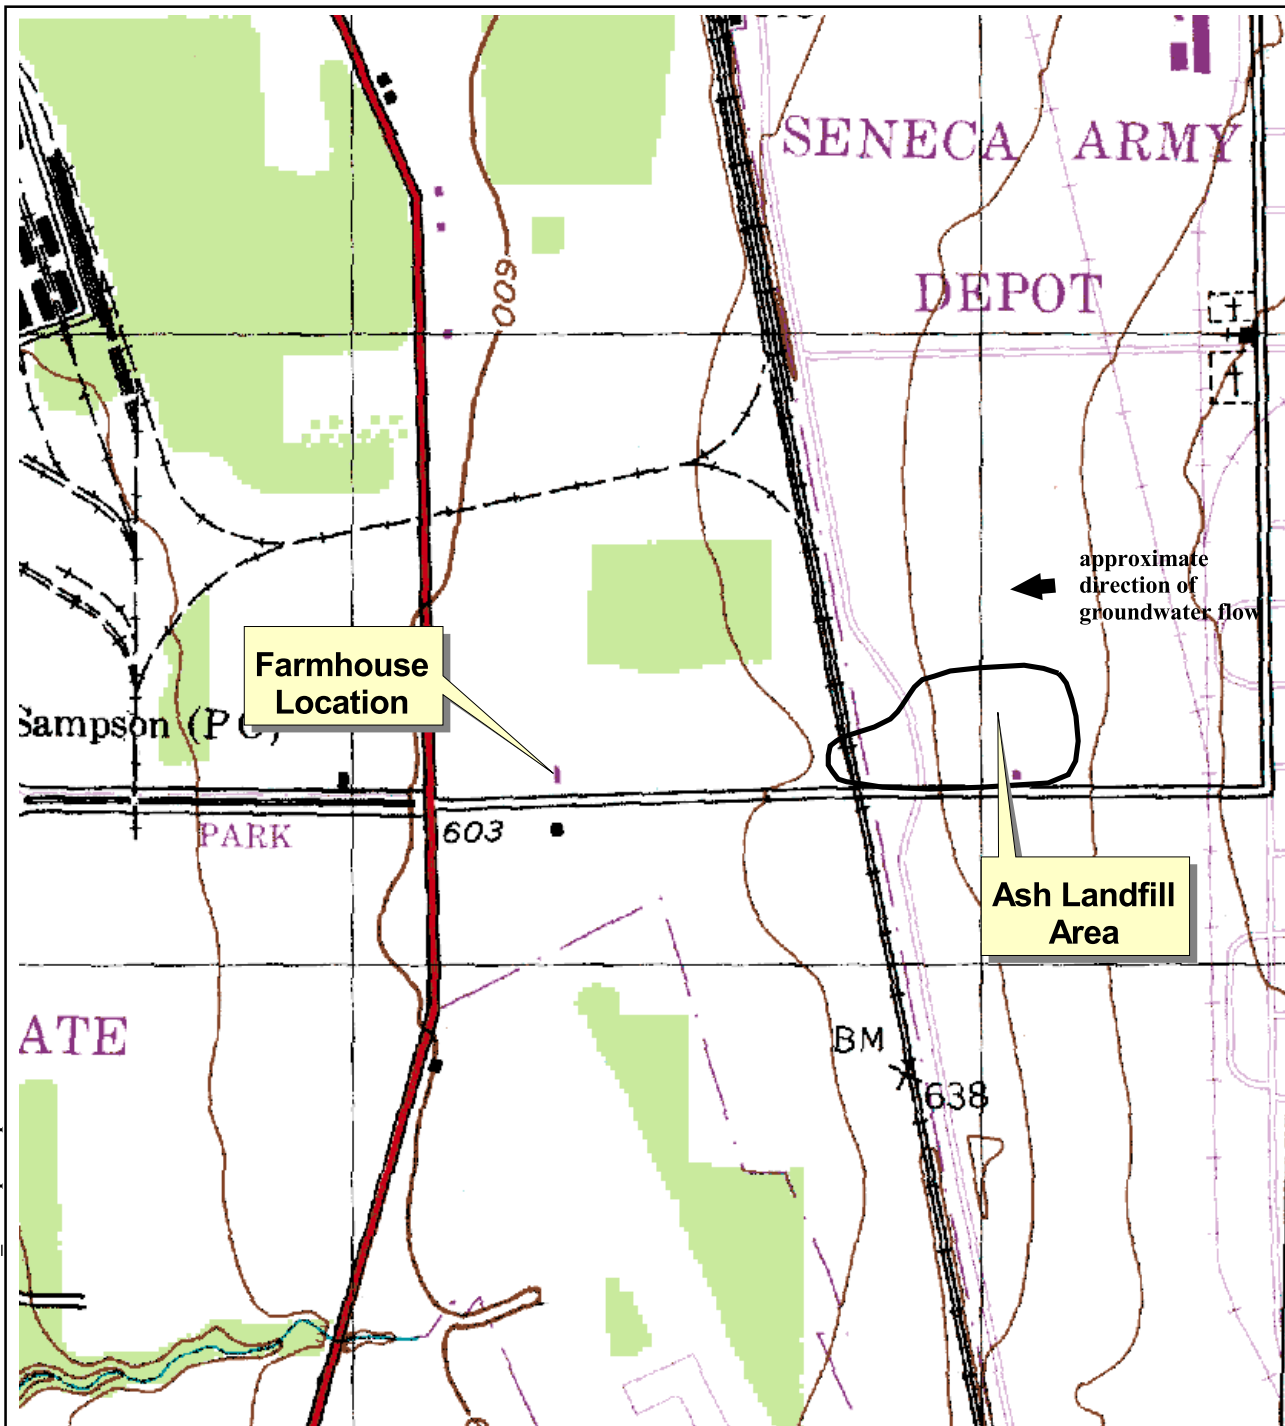 SENECA ARMY
DEPOT
600
approximate
direction of
groundwater flow
Farmhouse
Location
Sampson (PO)
PARK
603
Ash Landfill
Area
ATE
BM
638